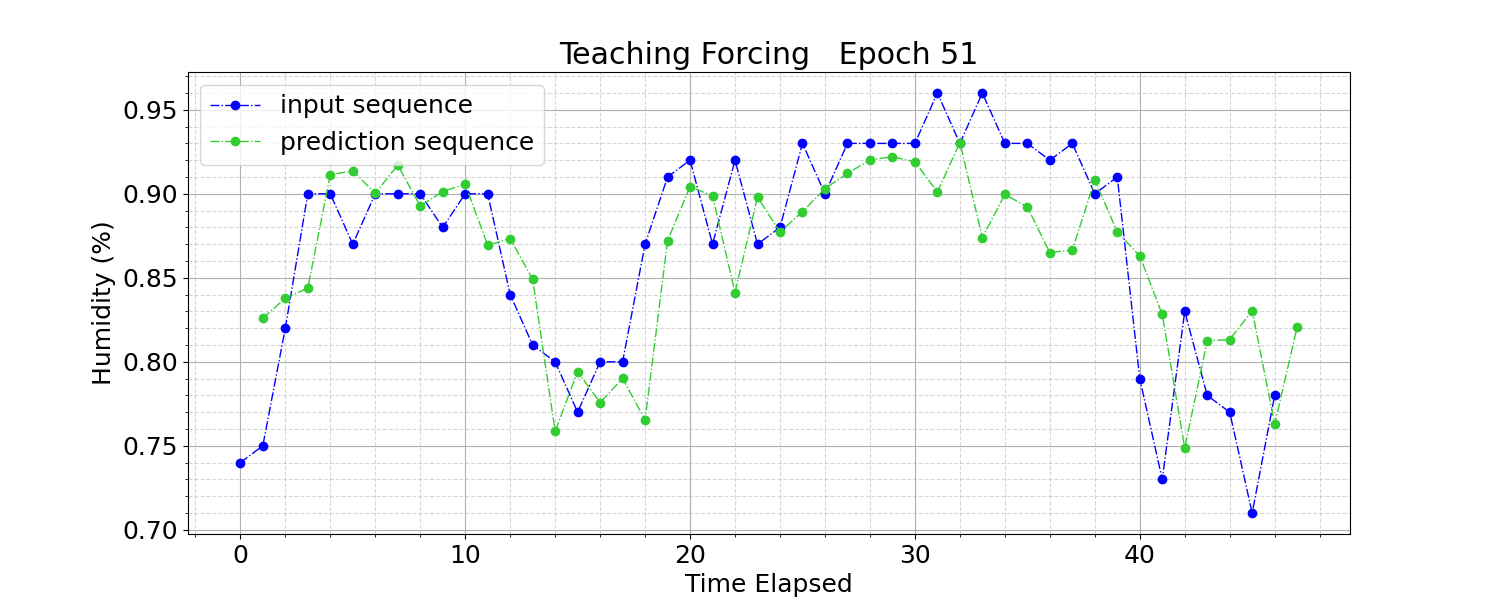 Teaching Forcing   Epoch 51
input sequence
prediction sequence
Humidity (%)
0.95
0.90
0.85
0.80
0.75
0.70
0 10 20 30 40
Time Elapsed